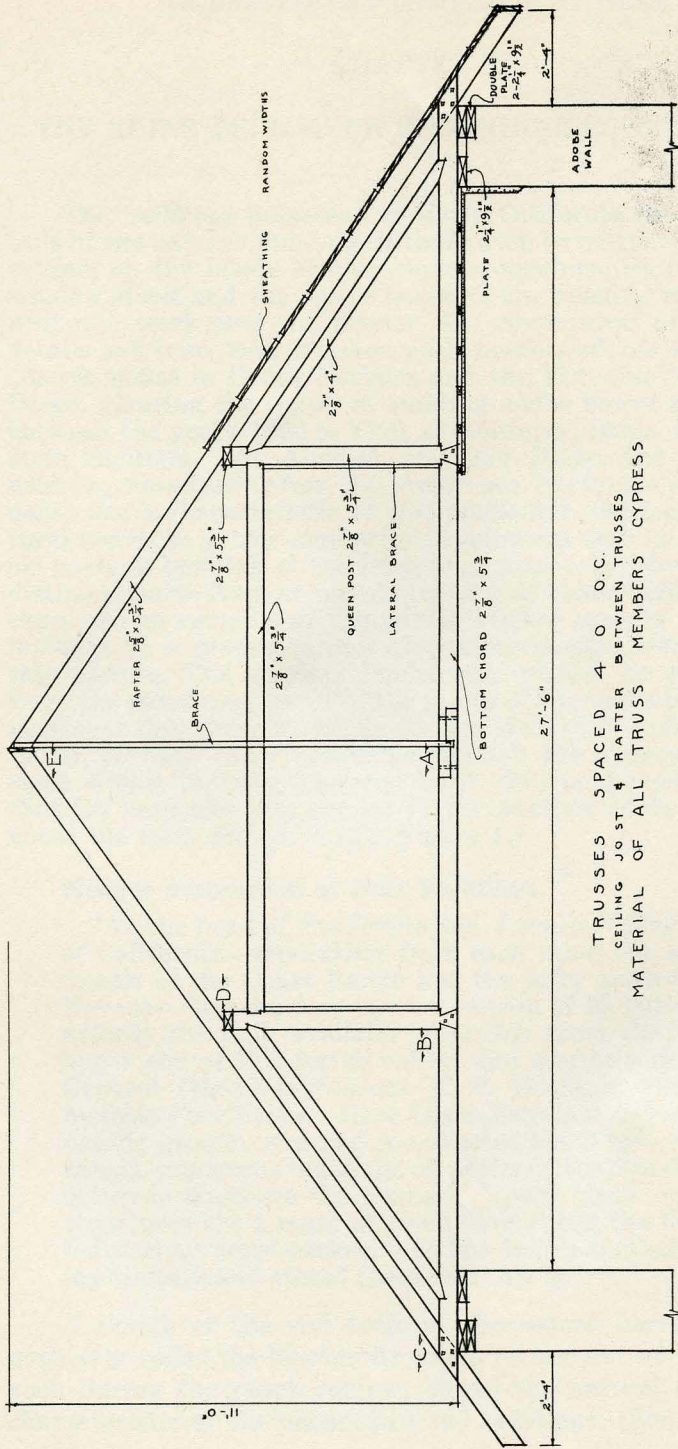 SHEATHING RANDOM WIDTHS
RAFTER 2 5/8" x 5 3/4"
BRACE
2 7/8" x 5 3/4"
2 7/8" x 4"
2 7/8" x 5 3/4"
QUEEN POST 2 7/8" x 5 3/4"
LATERAL BRACE
BOTTOM CHORD 2 7/8" x 5 3/4
DOUBLE
PLATE
2-2 1/4" x 9 1/2"
PLATE 2 1/4" x 9 1/2"
ADOBE
WALL
E
D
A
B
C
11'-0"
2'-4"
27'-6"
2'-4"
TRUSSES SPACED 4 0 O.C.
CEILING JO ST & RAFTER BETWEEN TRUSSES
MATERIAL OF ALL TRUSS MEMBERS CYPRESS